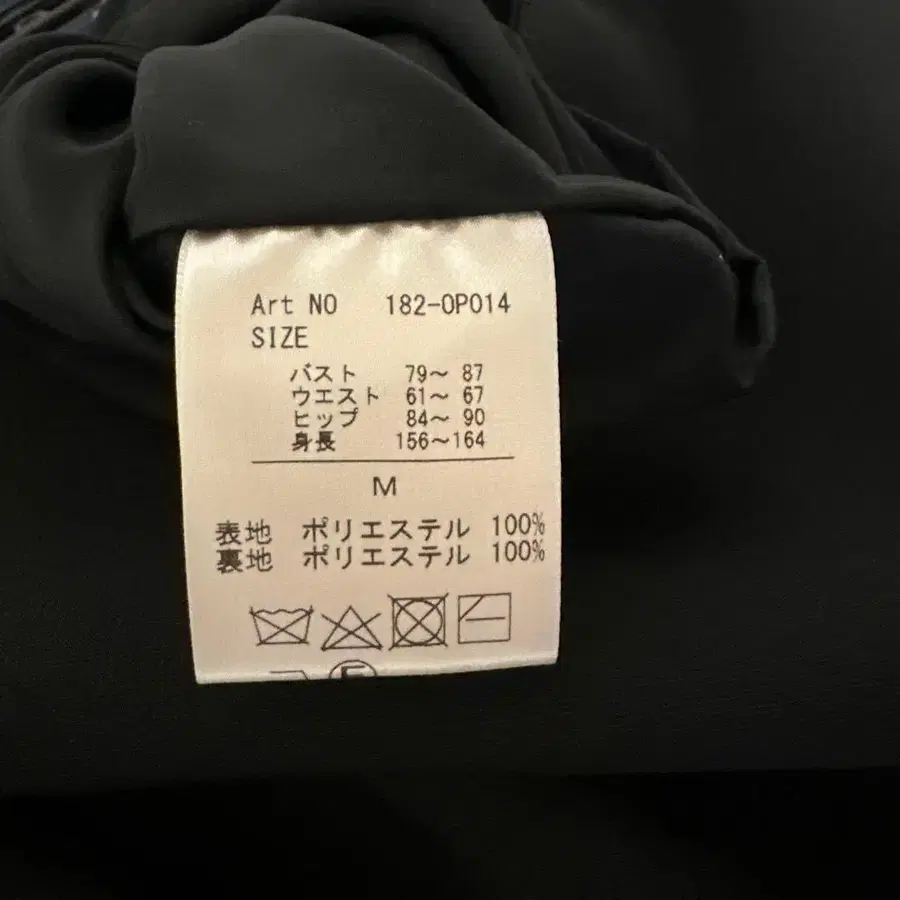 Art NO 182-OP014
SIZE
バスト 79〜 87
ウエスト 61〜 67
ヒップ 84〜 90
身長 156〜164
M
表地 ポリエステル 100%
裏地 ポリエステル 100%